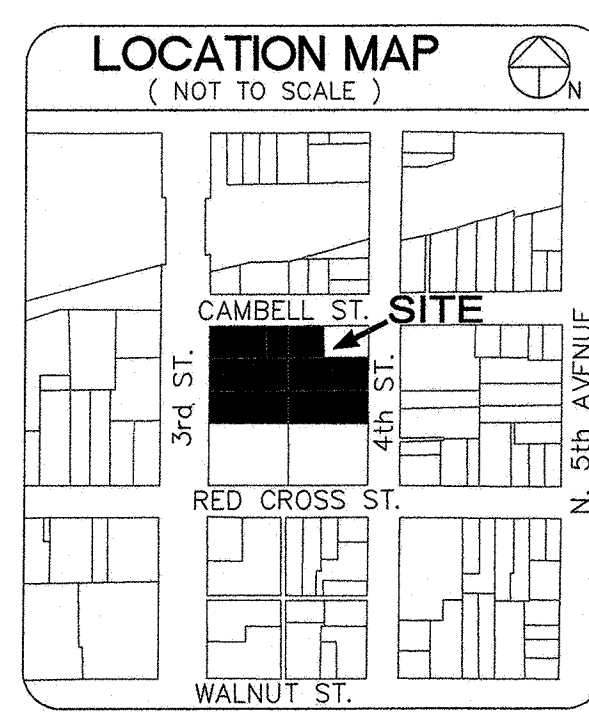 LOCATION MAP
( NOT TO SCALE )
N
CAMBELL ST.
SITE
3rd. ST.
4th ST.
N. 5th AVENUE
RED CROSS ST.
WALNUT ST.